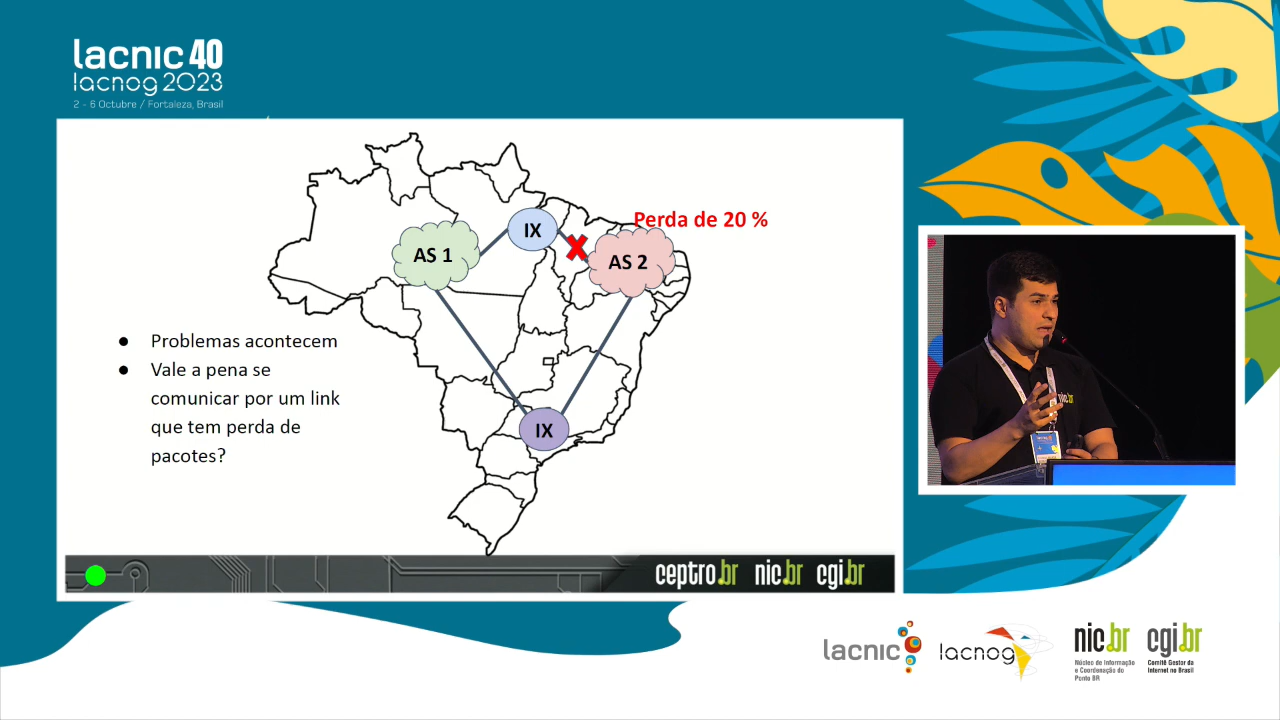 lacnic 40
lacnog 2023
2 - 6 Octubre / Fortaleza, Brasil
Perda de 20 %
IX
AS 1
AS 2
● Problemas acontecem
● Vale a pena se
comunicar por um link
que tem perda de
pacotes?
IX
ceptro.br nic.br cgi.br
nic.br
lacnic
lacnog
nic.br
Núcleo de Informação
e Coordenação do
Ponto BR
cgi.br
Comitê Gestor da
Internet no Brasil